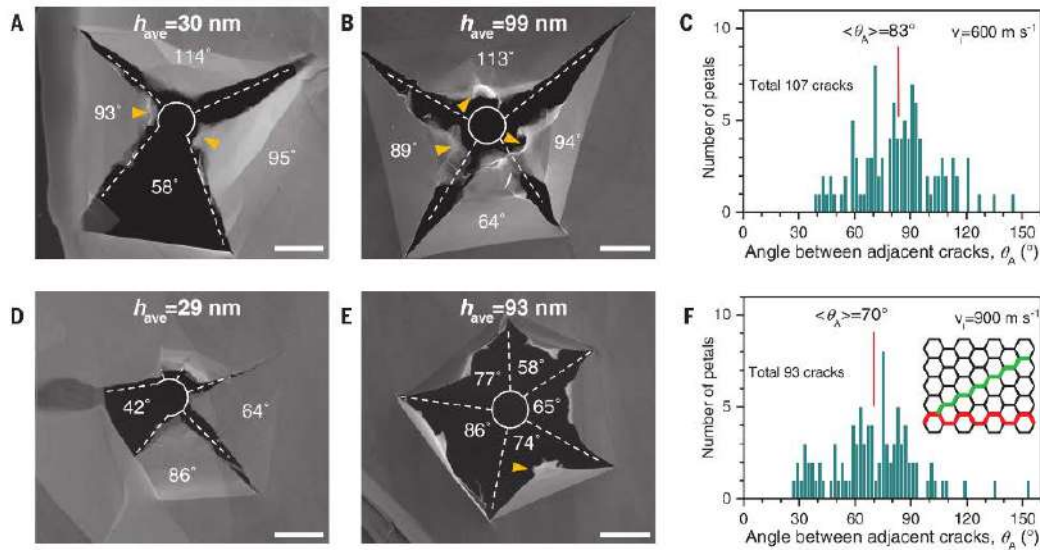 A
h_ave=30 nm
114°
93°
95°
58°
B
h_ave=99 nm
113°
89°
94°
64°
C
<θ_A>=83°
v_i=600 m s⁻¹
Total 107 cracks
Number of petals
10
5
0
0 30 60 90 120 150
Angle between adjacent cracks, θ_A (°)
D
h_ave=29 nm
42°
64°
86°
E
h_ave=93 nm
58°
77°
65°
86°
74°
F
<θ_A>=70°
v_i=900 m s⁻¹
Total 93 cracks
Number of petals
10
5
0
0 30 60 90 120 150
Angle between adjacent cracks, θ_A (°)